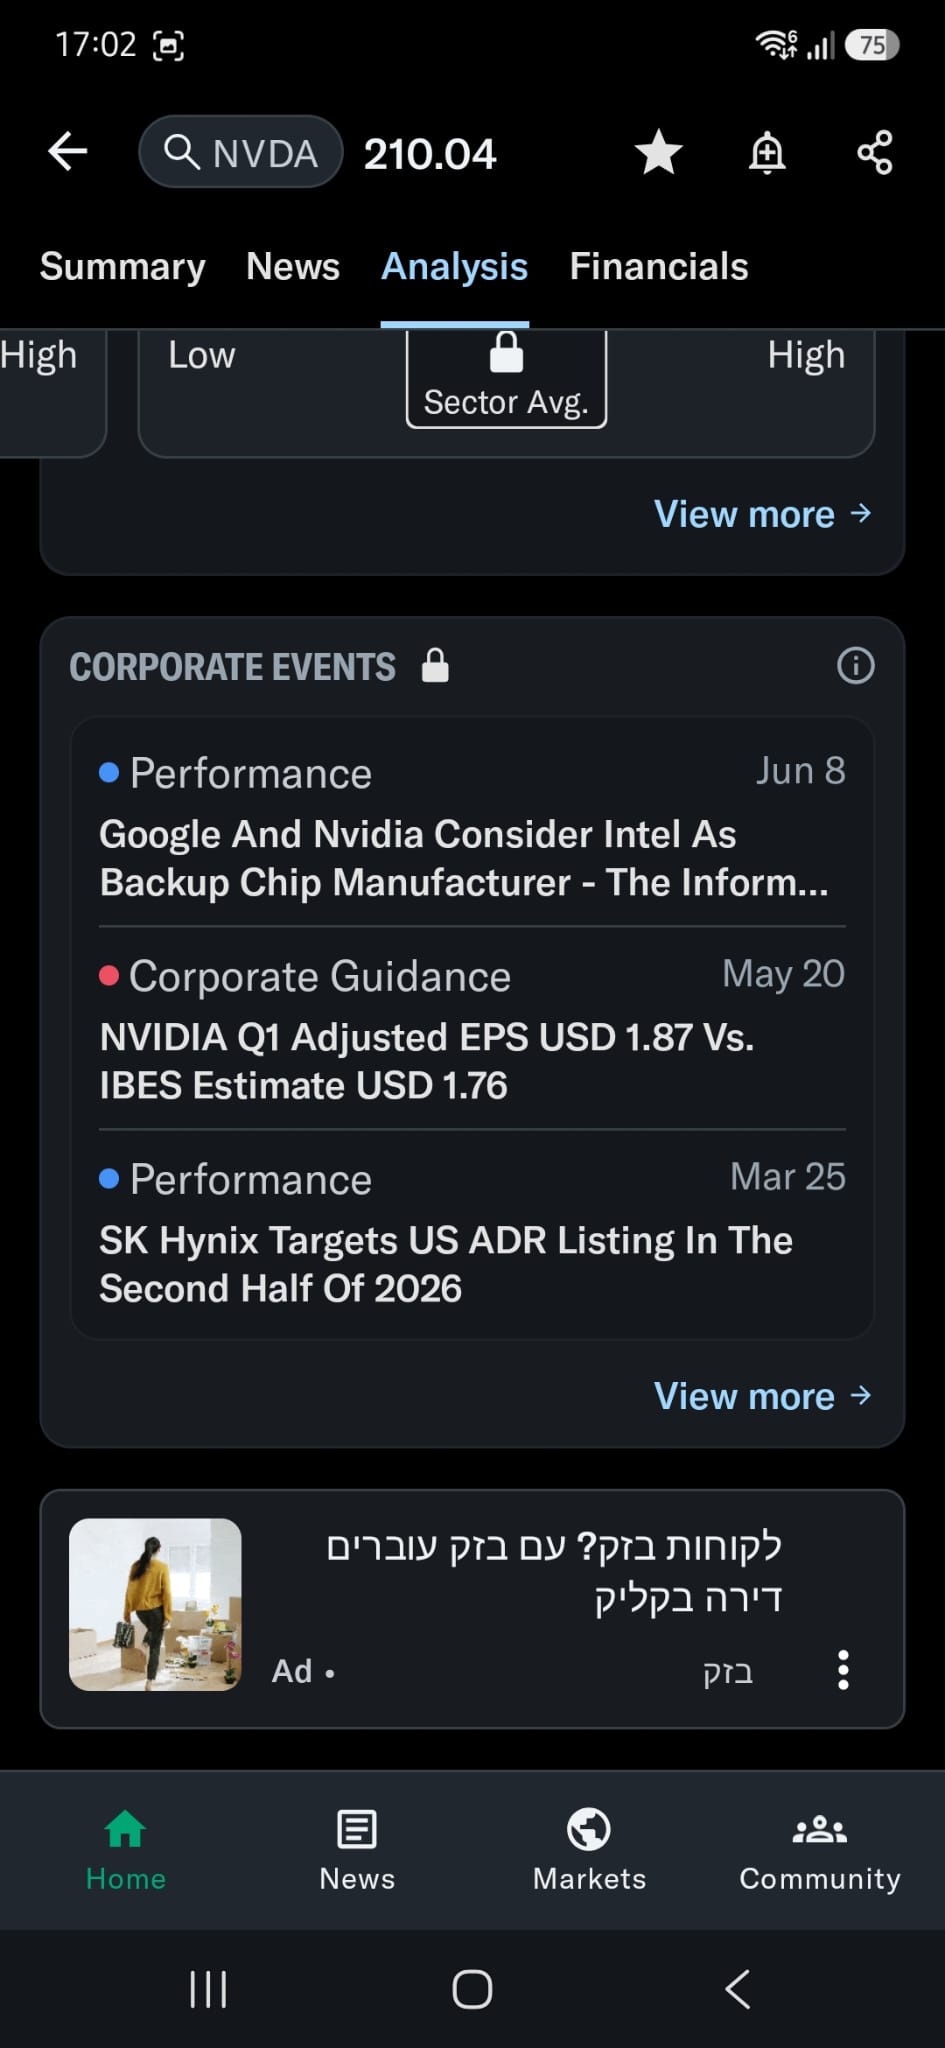 17:02
6
75
NVDA
210.04
Summary News Analysis Financials
High
Low
High
Sector Avg.
View more →
CORPORATE EVENTS
Performance
Jun 8
Google And Nvidia Consider Intel As
Backup Chip Manufacturer - The Inform...
Corporate Guidance
May 20
NVIDIA Q1 Adjusted EPS USD 1.87 Vs.
IBES Estimate USD 1.76
Performance
Mar 25
SK Hynix Targets US ADR Listing In The
Second Half Of 2026
View more →
לקוחות בזק? עם בזק עוברים
דירה בקליק
Ad •
בזק
Home News Markets Community